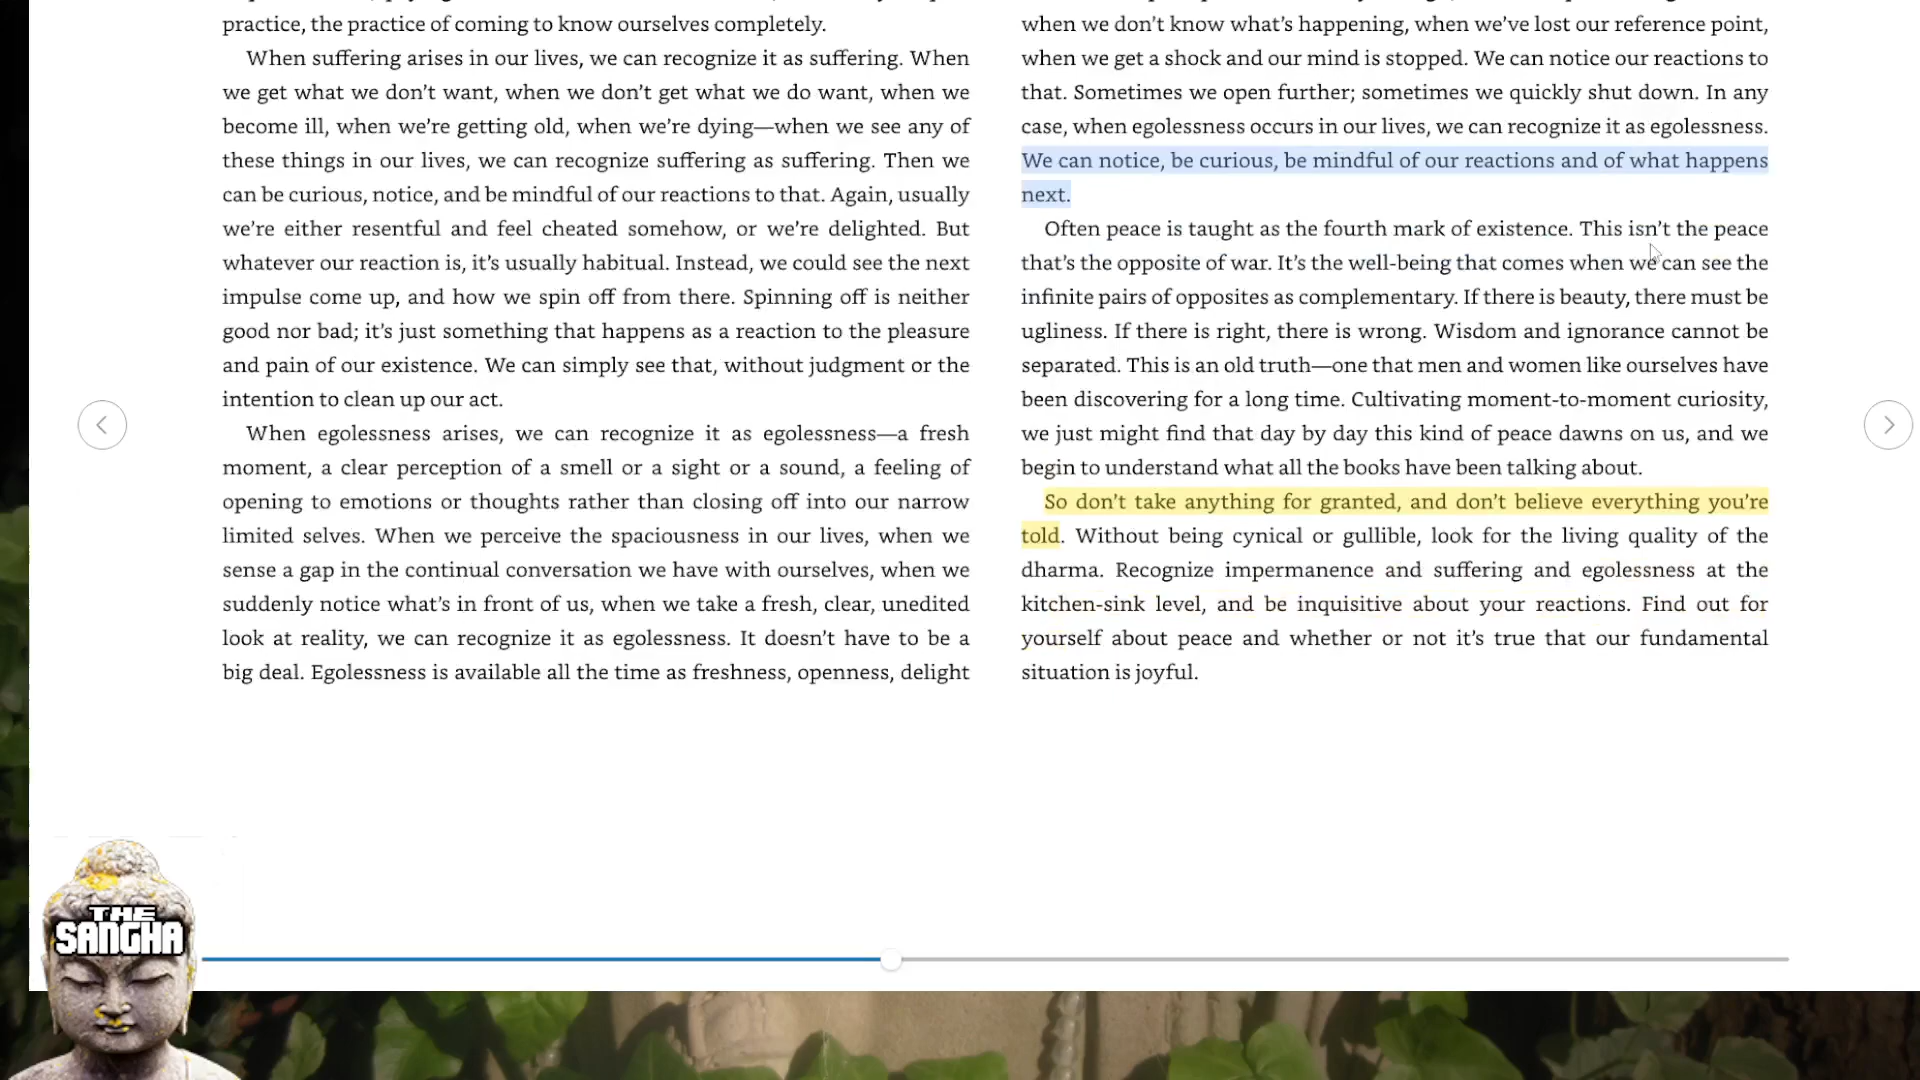 practice, the practice of coming to know ourselves completely.
When suffering arises in our lives, we can recognize it as suffering. When
we get what we don't want, when we don't get what we do want, when we
become ill, when we're getting old, when we're dying—when we see any of
these things in our lives, we can recognize suffering as suffering. Then we
can be curious, notice, and be mindful of our reactions to that. Again, usually
we're either resentful and feel cheated somehow, or we're delighted. But
whatever our reaction is, it's usually habitual. Instead, we could see the next
impulse come up, and how we spin off from there. Spinning off is neither
good nor bad; it's just something that happens as a reaction to the pleasure
and pain of our existence. We can simply see that, without judgment or the
intention to clean up our act.
When egolessness arises, we can recognize it as egolessness—a fresh
moment, a clear perception of a smell or a sight or a sound, a feeling of
opening to emotions or thoughts rather than closing off into our narrow
limited selves. When we perceive the spaciousness in our lives, when we
sense a gap in the continual conversation we have with ourselves, when we
suddenly notice what's in front of us, when we take a fresh, clear, unedited
look at reality, we can recognize it as egolessness. It doesn't have to be a
big deal. Egolessness is available all the time as freshness, openness, delight
when we don't know what's happening, when we've lost our reference point,
when we get a shock and our mind is stopped. We can notice our reactions to
that. Sometimes we open further; sometimes we quickly shut down. In any
case, when egolessness occurs in our lives, we can recognize it as egolessness.
We can notice, be curious, be mindful of our reactions and of what happens
next.
Often peace is taught as the fourth mark of existence. This isn't the peace
that's the opposite of war. It's the well-being that comes when we can see the
infinite pairs of opposites as complementary. If there is beauty, there must be
ugliness. If there is right, there is wrong. Wisdom and ignorance cannot be
separated. This is an old truth—one that men and women like ourselves have
been discovering for a long time. Cultivating moment-to-moment curiosity,
we just might find that day by day this kind of peace dawns on us, and we
begin to understand what all the books have been talking about.
So don't take anything for granted, and don't believe everything you're
told. Without being cynical or gullible, look for the living quality of the
dharma. Recognize impermanence and suffering and egolessness at the
kitchen-sink level, and be inquisitive about your reactions. Find out for
yourself about peace and whether or not it's true that our fundamental
situation is joyful.
THE
SANGHA